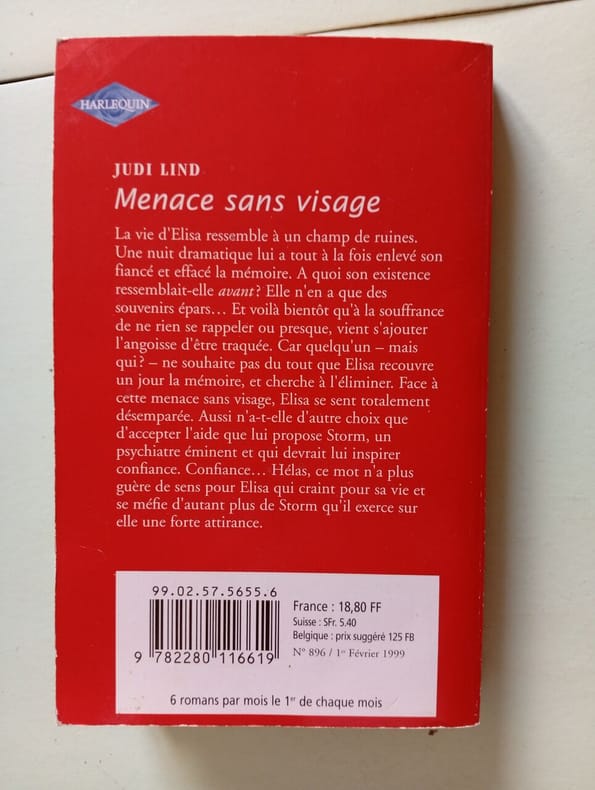 HARLEQUIN
JUDI LIND
Menace sans visage
La vie d'Elisa ressemble à un champ de ruines.
Une nuit dramatique lui a tout à la fois enlevé son
fiancé et effacé la mémoire. A quoi son existence
ressemblait-elle avant ? Elle n'en a que des
souvenirs épars… Et voilà bientôt qu'à la souffrance
de ne rien se rappeler ou presque, vient s'ajouter
l'angoisse d'être traquée. Car quelqu'un – mais
qui ? – ne souhaite pas du tout que Elisa recouvre
un jour la mémoire, et cherche à l'éliminer. Face à
cette menace sans visage, Elisa se sent totalement
désemparée. Aussi n'a-t-elle d'autre choix que
d'accepter l'aide que lui propose Storm, un
psychiatre éminent et qui devrait lui inspirer
confiance. Confiance… Hélas, ce mot n'a plus
guère de sens pour Elisa qui craint pour sa vie et
se méfie d'autant plus de Storm qu'il exerce sur
elle une forte attirance.
99.02.57.5655.6
9 782280 116619
France : 18,80 FF
Suisse : SFr. 5.40
Belgique : prix suggéré 125 FB
N° 896 / 1er Février 1999
6 romans par mois le 1er de chaque mois